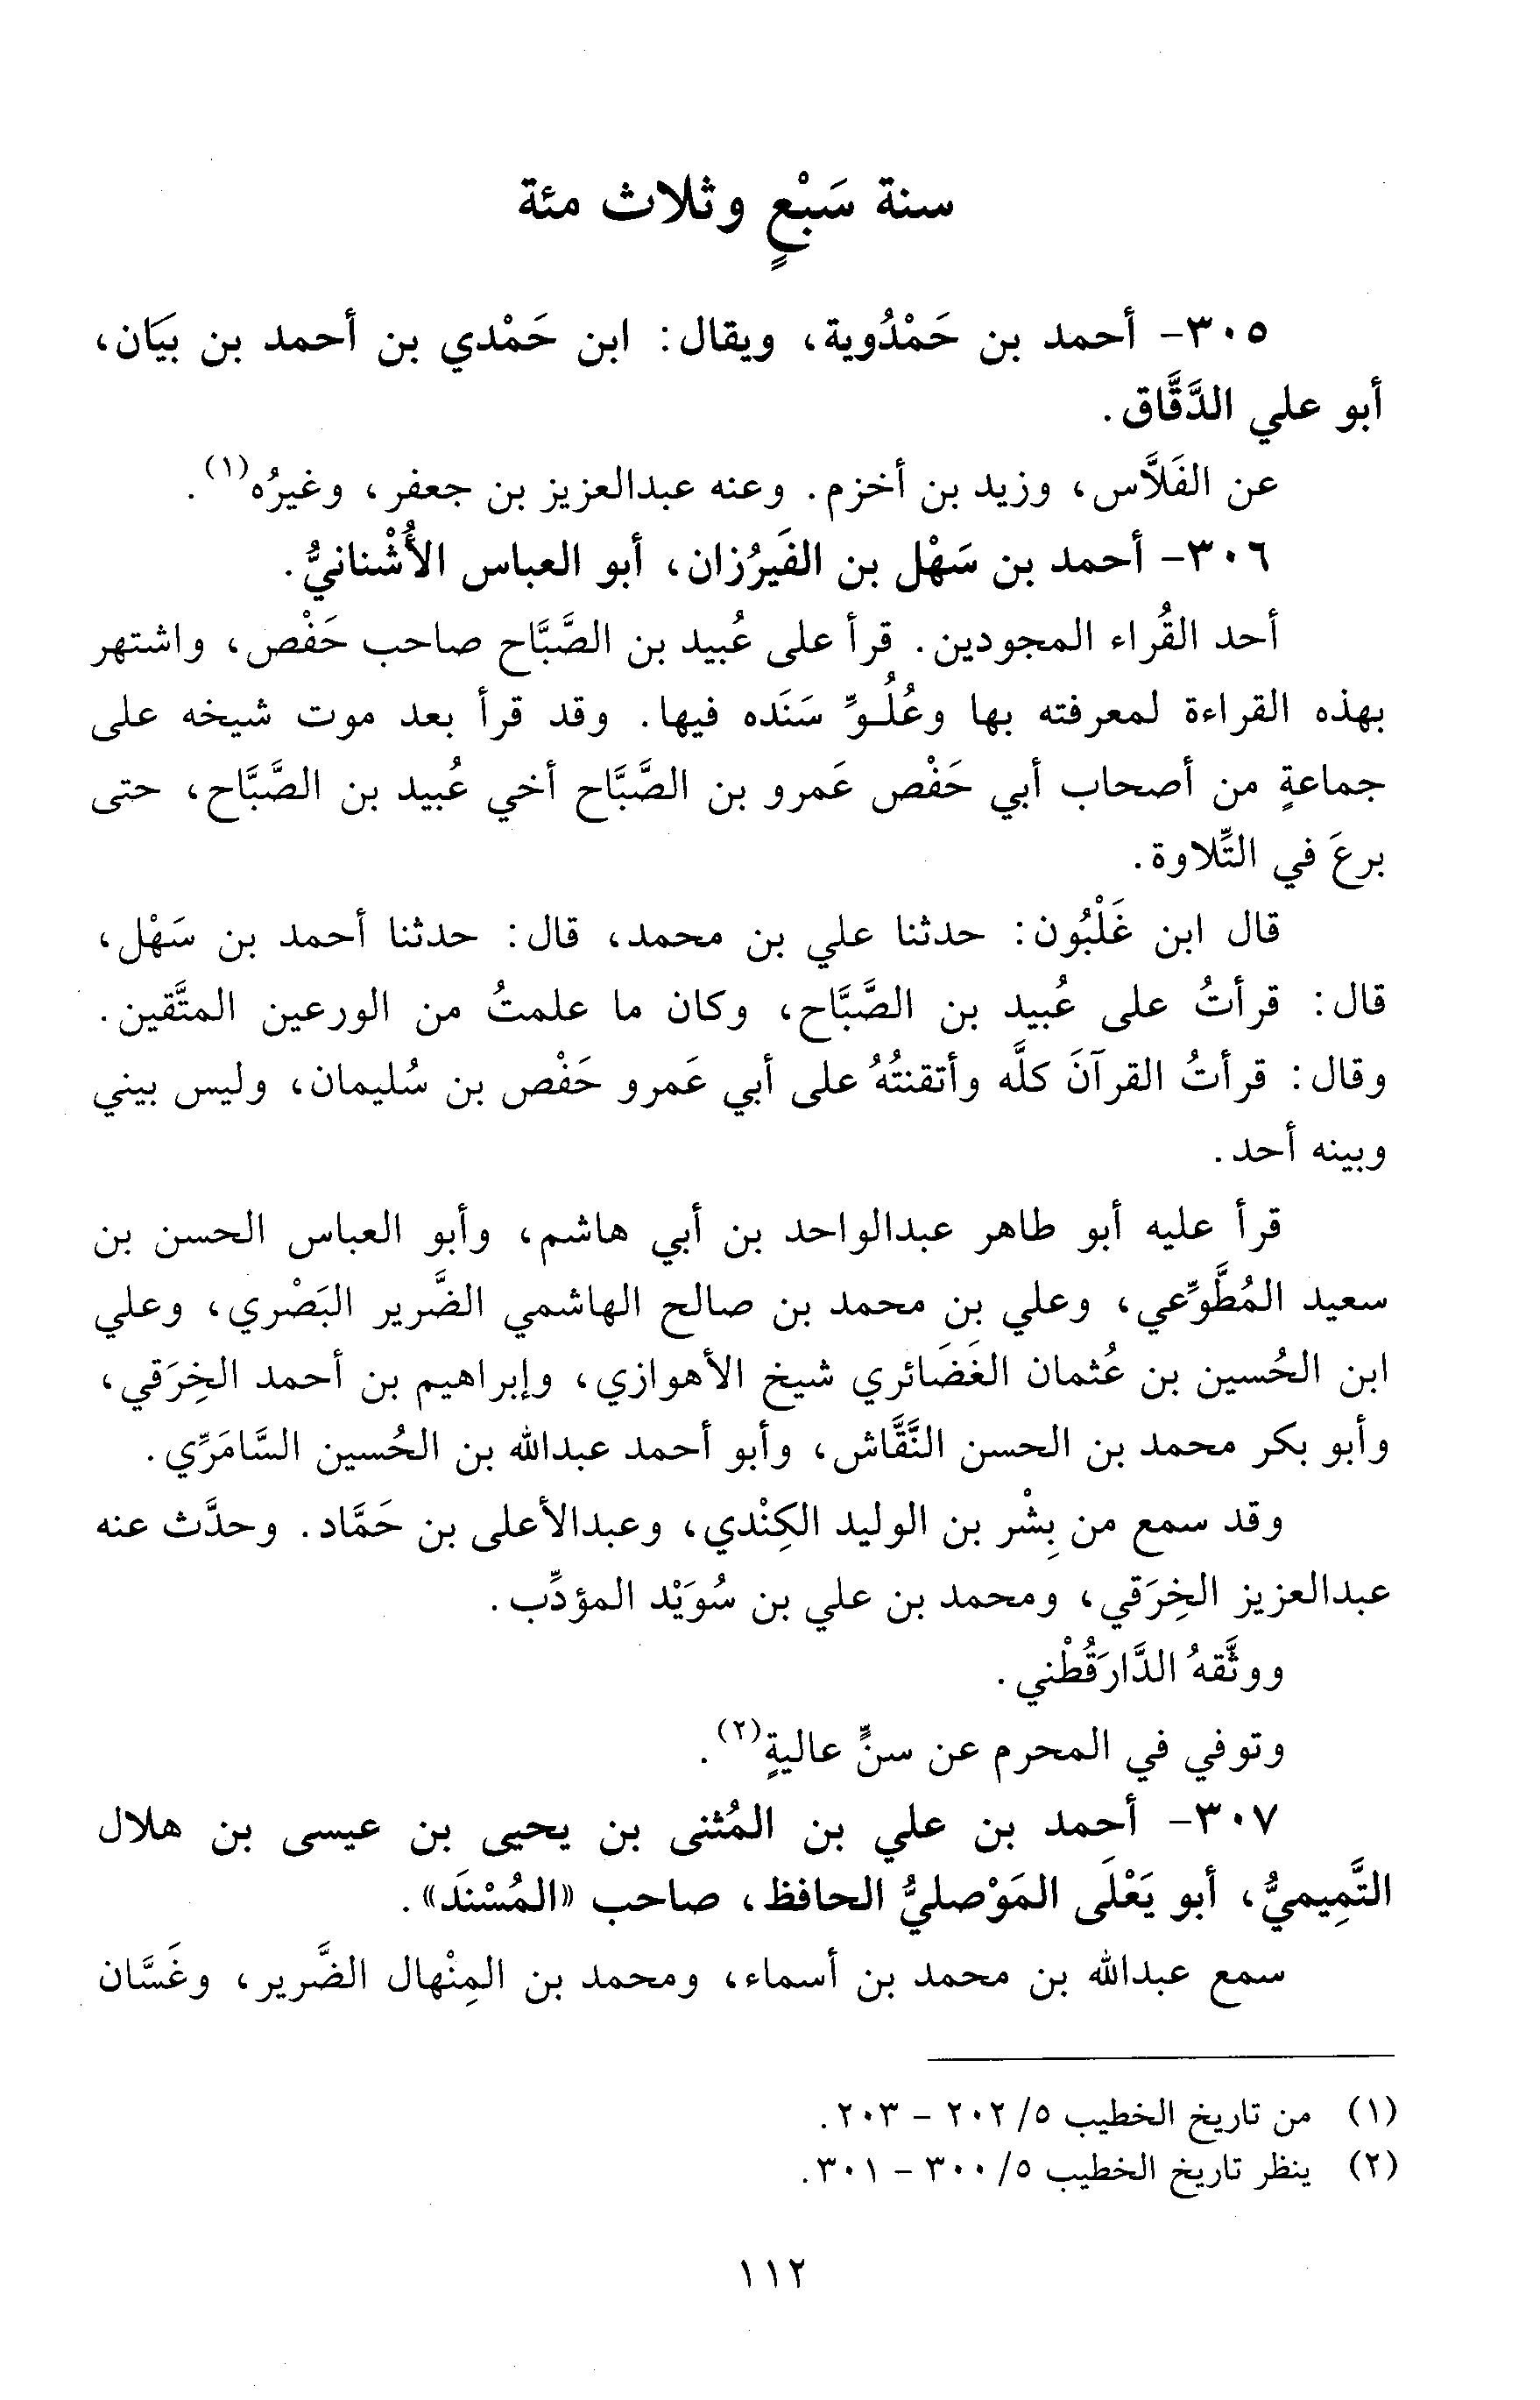 سنة سَبْعٍ وثلاث مئة
٣٠٥- أحمد بن حَمْدُوية، ويقال: ابن حَمْدي بن أحمد بن بيَان،
أبو علي الدَّقَّاق.
عن الفَلاَّس، وزيد بن أخزم. وعنه عبدالعزيز بن جعفر، وغيرُه(١).
٣٠٦- أحمد بن سَهْل بن الفَيرُزان، أبو العباس الأُشْنانيُّ.
أحد القُراء المجودين. قرأ على عُبيد بن الصَّبَّاح صاحب حَفْص، واشتهر
بهذه القراءة لمعرفته بها وعُلُـوِّ سَنَده فيها. وقد قرأ بعد موت شيخه على
جماعةٍ من أصحاب أبي حَفْص عَمرو بن الصَّبَّاح أخي عُبيد بن الصَّبَّاح، حتى
برعَ في التِّلاوة.
قال ابن غَلْبُون: حدثنا علي بن محمد، قال: حدثنا أحمد بن سَهْل،
قال: قرأتُ على عُبيد بن الصَّبَّاح، وكان ما علمتُ من الورعين المتَّقين.
وقال: قرأتُ القرآنَ كلَّه وأتقنتُهُ على أبي عَمرو حَفْص بن سُليمان، وليس بيني
وبينه أحد.
قرأ عليه أبو طاهر عبدالواحد بن أبي هاشم، وأبو العباس الحسن بن
سعيد المُطَّوِّعي، وعلي بن محمد بن صالح الهاشمي الضَّرير البَصْري، وعلي
ابن الحُسين بن عُثمان الغَضَائري شيخ الأهوازي، وإبراهيم بن أحمد الخِرَقي،
وأبو بكر محمد بن الحسن النَّقَّاش، وأبو أحمد عبدالله بن الحُسين السَّامَرِّي.
وقد سمع من بِشْر بن الوليد الكِنْدي، وعبدالأعلى بن حَمَّاد. وحدَّث عنه
عبدالعزيز الخِرَقي، ومحمد بن علي بن سُوَيْد المؤدِّب.
ووثَّقهُ الدَّارَقُطْني.
وتوفي في المحرم عن سنٍّ عاليةٍ(٢).
٣٠٧- أحمد بن علي بن المُثنى بن يحيى بن عيسى بن هلال
التَّمِيميُّ، أبو يَعْلَى المَوْصليُّ الحافظ، صاحب «المُسْنَد».
سمع عبدالله بن محمد بن أسماء، ومحمد بن المِنْهال الضَّرير، وغَسَّان
(١) من تاريخ الخطيب ٥/ ٢٠٢ - ٢٠٣.
(٢) ينظر تاريخ الخطيب ٥/ ٣٠٠ - ٣٠١.
١١٢